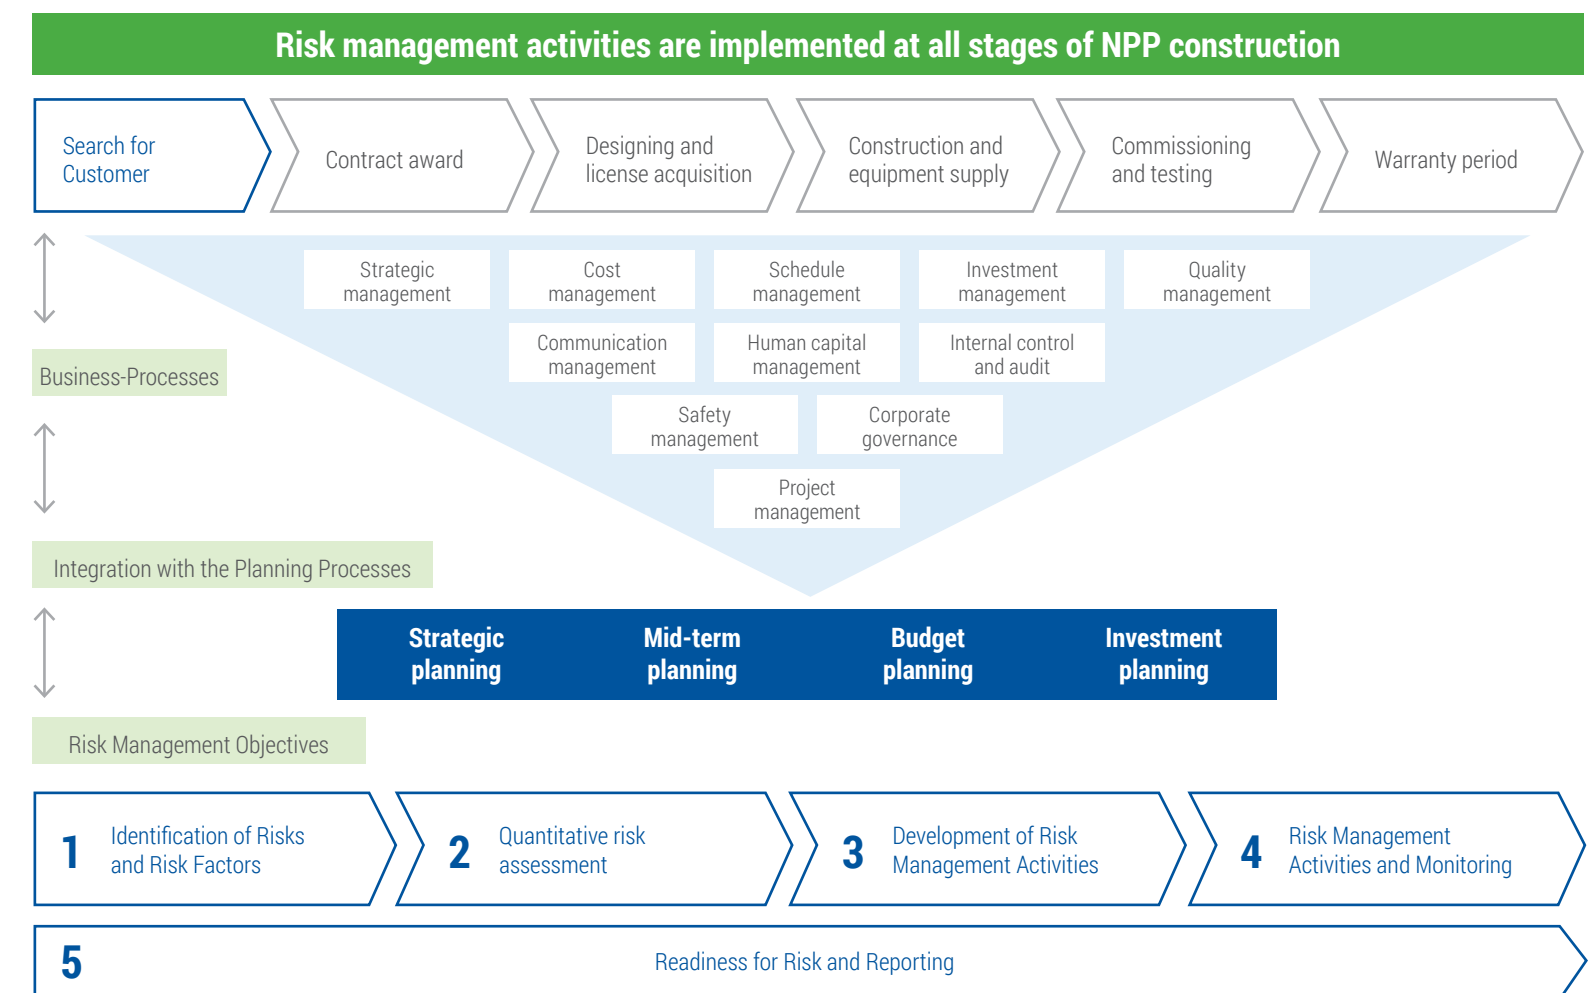 Risk management activities are implemented at all stages of NPP construction
Search for
Customer
Contract award
Designing and
license acquisition
Construction and
equipment supply
Commissioning
and testing
Warranty period
Strategic
management
Cost
management
Schedule
management
Investment
management
Quality
management
Communication
management
Human capital
management
Internal control
and audit
Business-Processes
Safety
management
Corporate
governance
Project
management
Integration with the Planning Processes
Strategic
planning
Mid-term
planning
Budget
planning
Investment
planning
Risk Management Objectives
1
Identification of Risks
and Risk Factors
2
Quantitative risk
assessment
3
Development of Risk
Management Activities
4
Risk Management
Activities and Monitoring
5
Readiness for Risk and Reporting